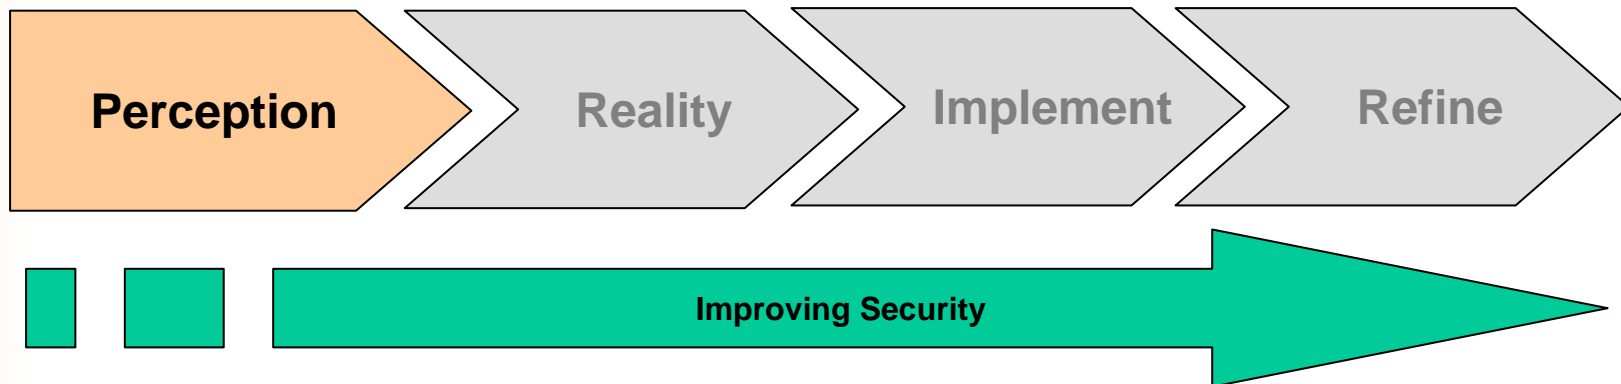 Perception
Reality
Implement
Refine
Improving Security